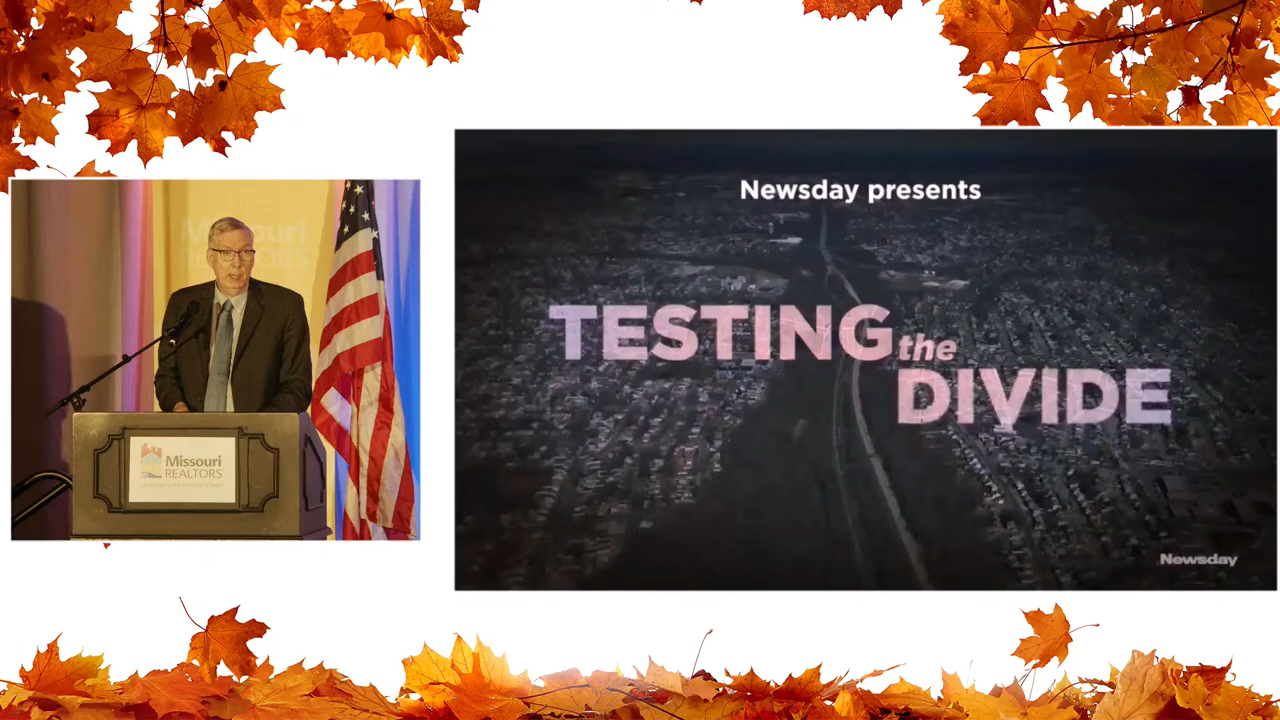 Missouri
REALTORS
Newsday presents
TESTING the
DIVIDE
Newsday